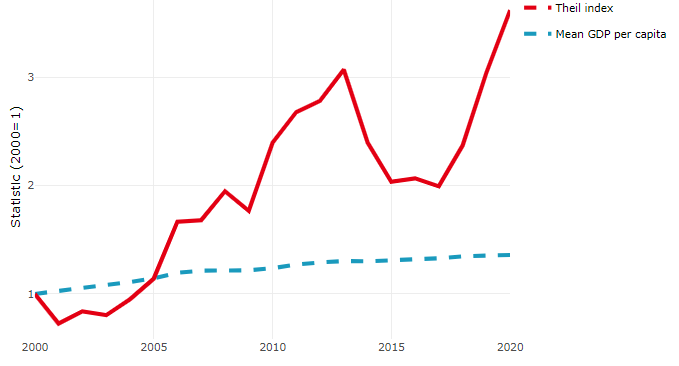 Theil index
Mean GDP per capita
Statistic (2000=1)
3
2
1
2000 2005 2010 2015 2020